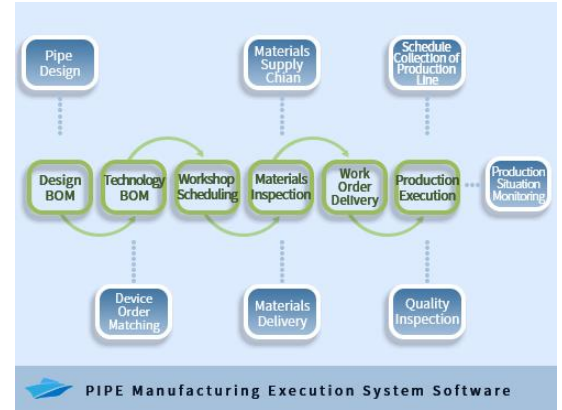 Pipe
Design
Materials
Supply
Chian
Schedule
Collection of
Production
Line
Design
BOM
Technology
BOM
Workshop
Scheduling
Materials
Inspection
Work
Order
Delivery
Production
Execution
Production
Situation
Monitoring
Device
Order
Matching
Materials
Delivery
Quality
Inspection
PIPE Manufacturing Execution System Software